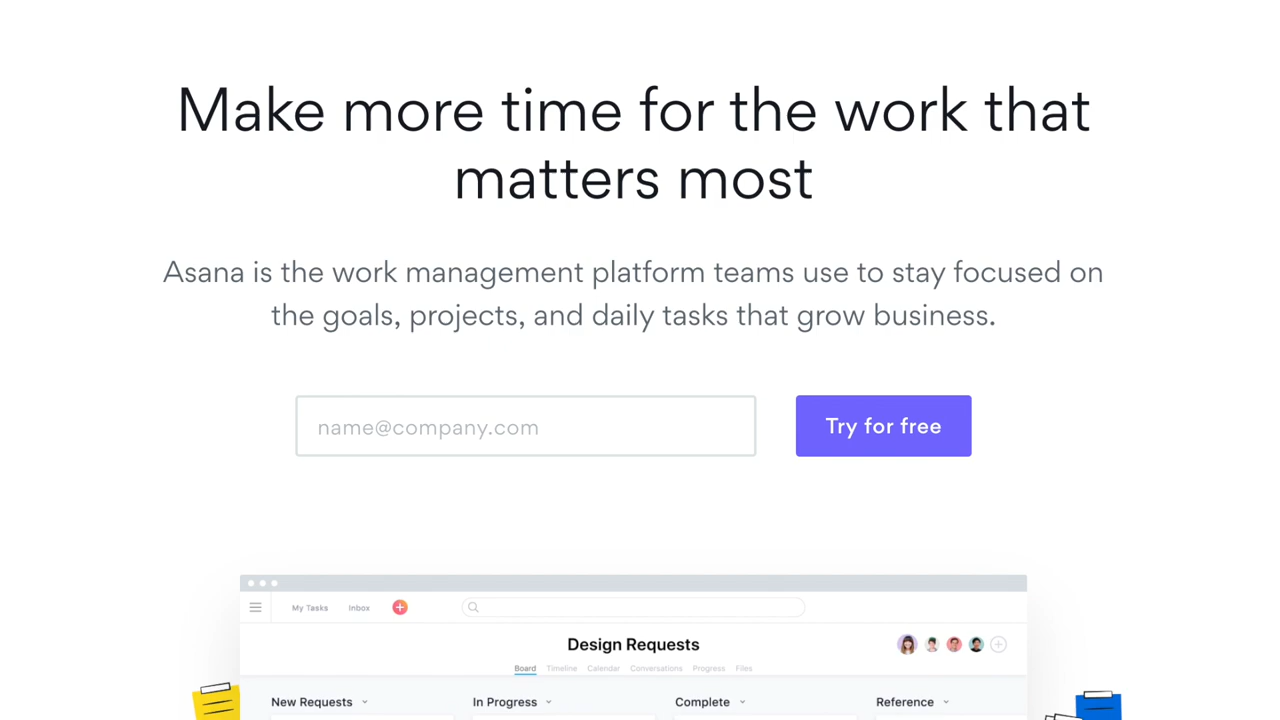 Make more time for the work that
matters most
Asana is the work management platform teams use to stay focused on
the goals, projects, and daily tasks that grow business.
name@company.com
Try for free
My Tasks
Inbox
Design Requests
Board
Timeline
Calendar
Conversations
Progress
Files
New Requests
In Progress
Complete
Reference